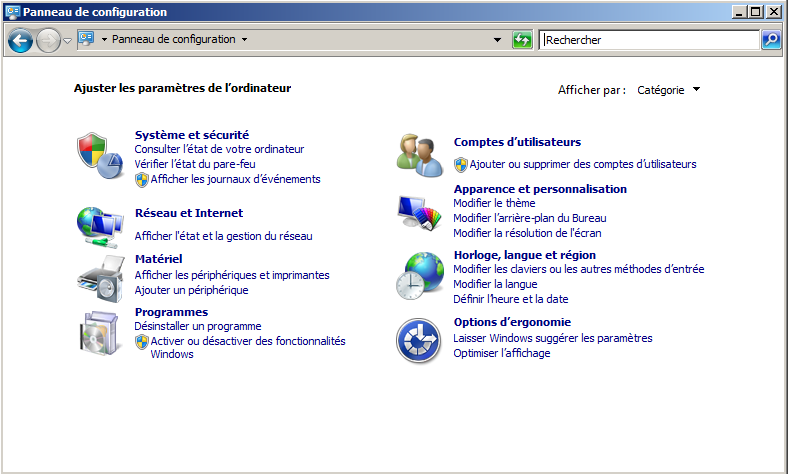 Panneau de configuration
Panneau de configuration
Rechercher
Ajuster les paramètres de l'ordinateur
Afficher par : Catégorie
Système et sécurité
Consulter l'état de votre ordinateur
Vérifier l'état du pare-feu
Afficher les journaux d'événements
Réseau et Internet
Afficher l'état et la gestion du réseau
Matériel
Afficher les périphériques et imprimantes
Ajouter un périphérique
Programmes
Désinstaller un programme
Activer ou désactiver des fonctionnalités
Windows
Comptes d'utilisateurs
Ajouter ou supprimer des comptes d'utilisateurs
Apparence et personnalisation
Modifier le thème
Modifier l'arrière-plan du Bureau
Modifier la résolution de l'écran
Horloge, langue et région
Modifier les claviers ou les autres méthodes d'entrée
Modifier la langue
Définir l'heure et la date
Options d'ergonomie
Laisser Windows suggérer les paramètres
Optimiser l'affichage